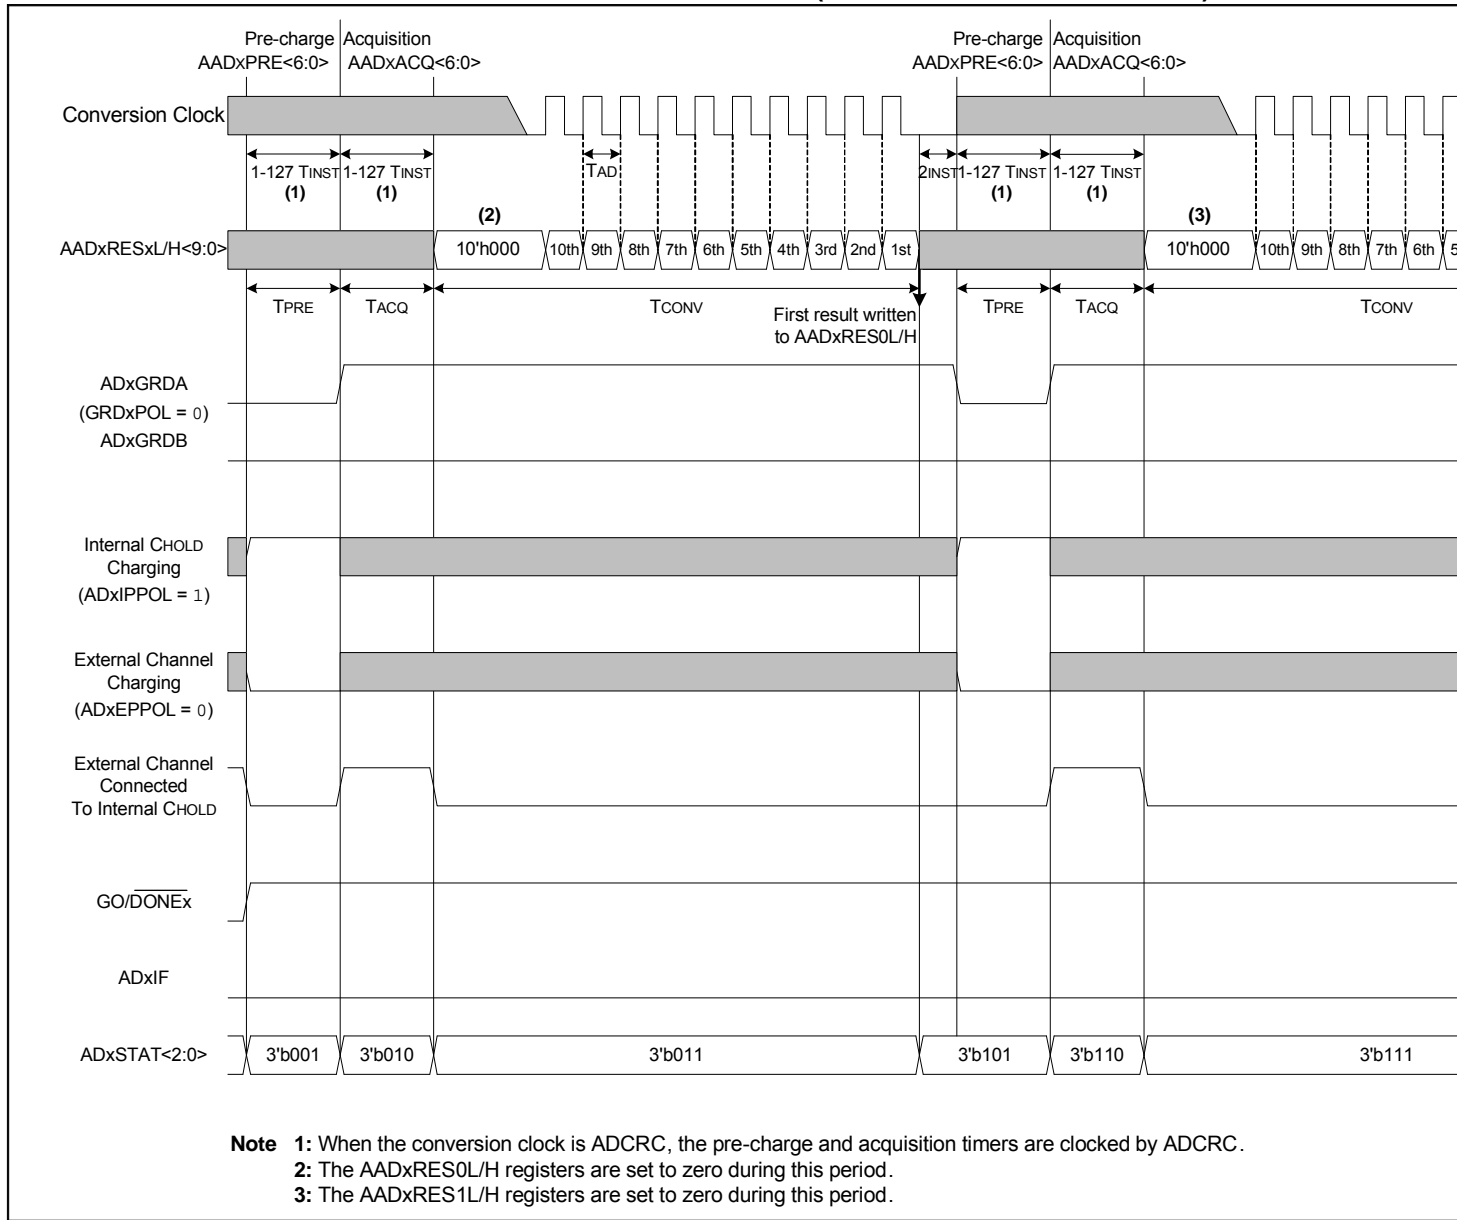 Pre-charge Acquisition Pre-charge Acquisition
AADxPRE<6:0> AADxACQ<6:0> AADxPRE<6:0> AADxACQ<6:0>
Conversion Clock
1-127 TINST 1-127 TINST TAD 2INST 1-127 TINST 1-127 TINST
(1) (1) (1) (1)
(2) (3)
AADxRESxL/H<9:0> 10'h000 10th 9th 8th 7th 6th 5th 4th 3rd 2nd 1st 10'h000 10th 9th 8th 7th 6th 5
TPRE TACQ TCONV TPRE TACQ TCONV
First result written
to AADxRES0L/H
ADxGRDA
(GRDxPOL = 0)
ADxGRDB
Internal CHOLD
Charging
(ADxIPPOL = 1)
External Channel
Charging
(ADxEPPOL = 0)
External Channel
Connected
To Internal CHOLD
GO/DONEx
ADxIF
ADxSTAT<2:0> 3'b001 3'b010 3'b011 3'b101 3'b110 3'b111
Note 1: When the conversion clock is ADCRC, the pre-charge and acquisition timers are clocked by ADCRC.
2: The AADxRES0L/H registers are set to zero during this period.
3: The AADxRES1L/H registers are set to zero during this period.